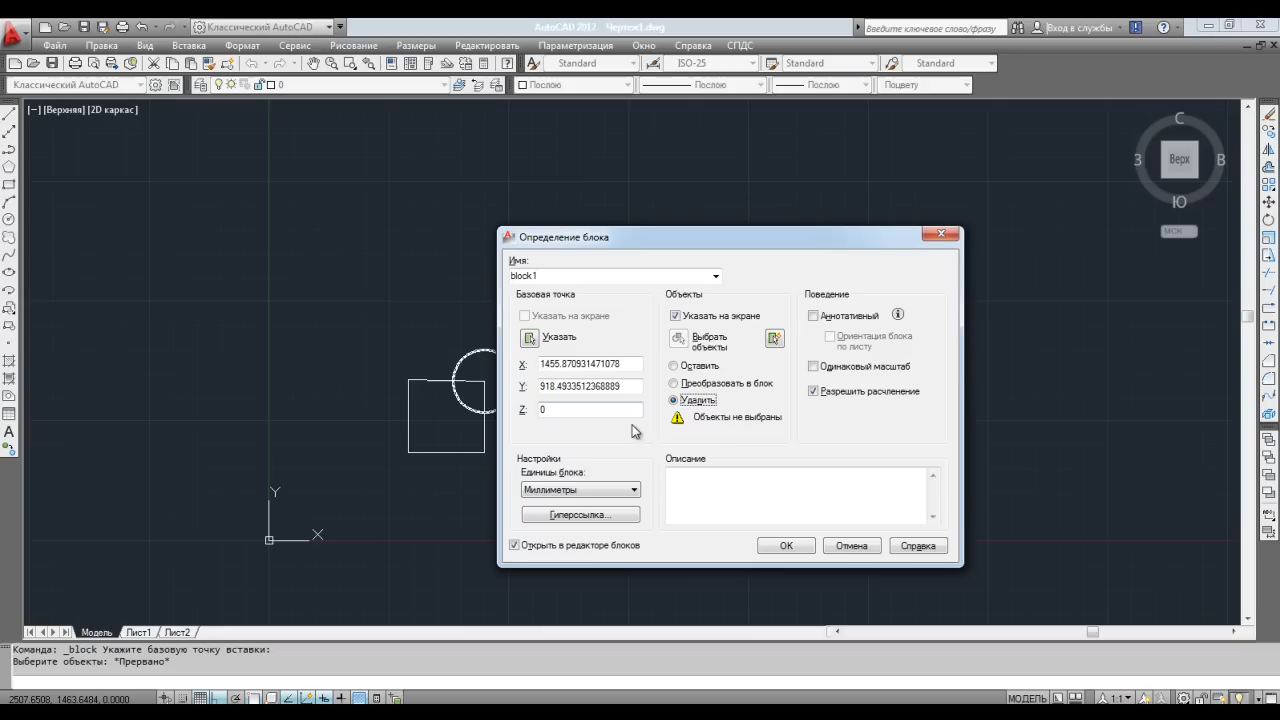 Классический AutoCAD
AutoCAD 2012 Чертеж1.dwg
Введите ключевое слово/фразу
Вход в службы
Файл Правка Вид Вставка Формат Сервис Рисование Размеры Редактировать Параметризация Окно Справка СПДС
Standard ISO-25 Standard Standard
Классический AutoCAD 0 Послою Послою Послою Поцвету
[−] [Верхняя] [2D каркас]
С
З Верх В
Ю
МСК
Определение блока
Имя:
block1
Базовая точка
Указать на экране
Указать
X: 1455.870931471078
Y: 918.4933512368889
Z: 0
Объекты
Указать на экране
Выбрать объекты
Оставить
Преобразовать в блок
Удалить
Объекты не выбраны
Поведение
Аннотативный
Ориентация блока по листу
Одинаковый масштаб
Разрешить расчленение
Настройки
Единицы блока:
Миллиметры
Гиперссылка...
Описание
Открыть в редакторе блоков
ОК Отмена Справка
Y
X
Модель Лист1 Лист2
Команда: _block Укажите базовую точку вставки:
Выберите объекты: *Прервано*
2507.6508, 1463.6484, 0.0000
МОДЕЛЬ 1:1